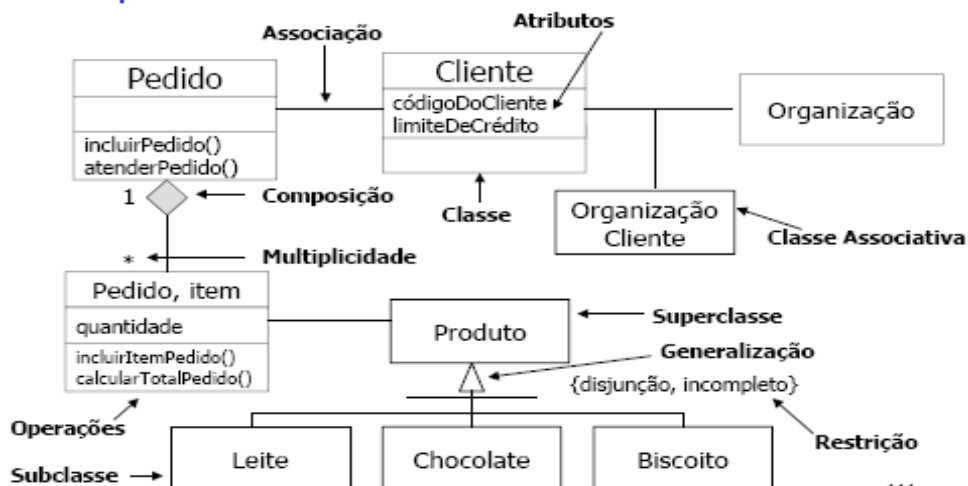 Atributos
Associação
Pedido
Cliente
códigoDoCliente
limiteDeCrédito
Organização
incluirPedido()
atenderPedido()
1
Composição
Classe
Organização
Cliente
Classe Associativa
*
Multiplicidade
Pedido, item
quantidade
incluirItemPedido()
calcularTotalPedido()
Produto
Superclasse
Generalização
{disjunção, incompleto}
Operações
Restrição
Subclasse
Leite
Chocolate
Biscoito